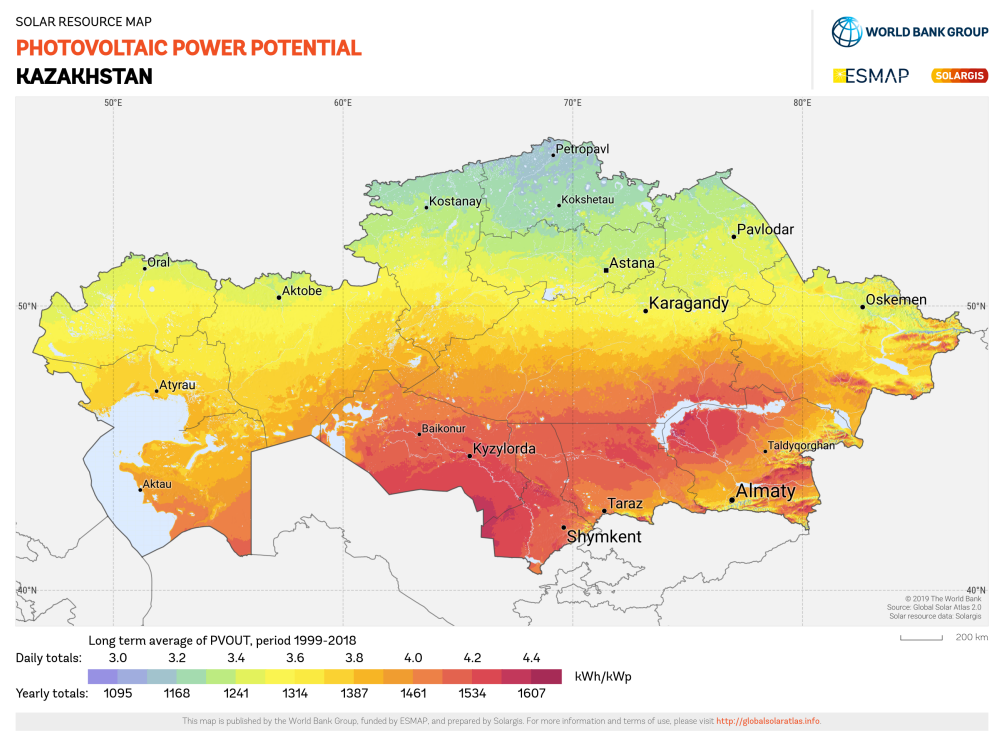 SOLAR RESOURCE MAP
PHOTOVOLTAIC POWER POTENTIAL
KAZAKHSTAN
WORLD BANK GROUP
ESMAP
SOLARGIS
50°E
60°E
70°E
80°E
Petropavl
Kostanay
Kokshetau
Pavlodar
Oral
Astana
Aktobe
Karagandy
Oskemen
50°N
50°N
Atyrau
Baikonur
Kyzylorda
Taldyqorghan
Aktau
Almaty
Taraz
Shymkent
40°N
40°N
© 2019 The World Bank
Source: Global Solar Atlas 2.0
Solar resource data: Solargis
200 km
Long term average of PVOUT, period 1999-2018
Daily totals: 3.0 3.2 3.4 3.6 3.8 4.0 4.2 4.4
kWh/kWp
Yearly totals: 1095 1168 1241 1314 1387 1461 1534 1607
This map is published by the World Bank Group, funded by ESMAP, and prepared by Solargis. For more information and terms of use, please visit http://globalsolaratlas.info.